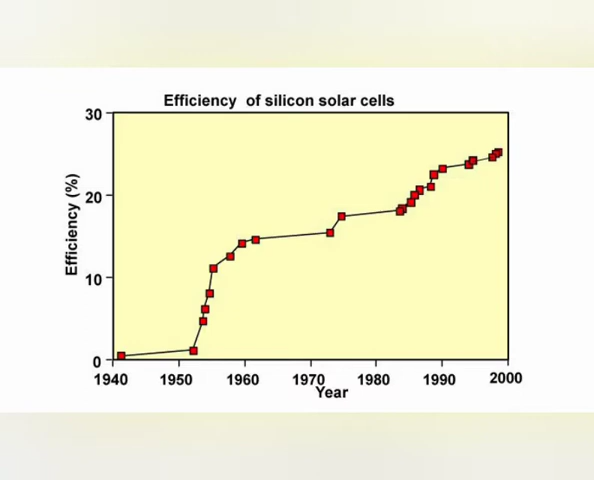 Efficiency of silicon solar cells
30
20
10
0
Efficiency (%)
1940 1950 1960 1970 1980 1990 2000
Year